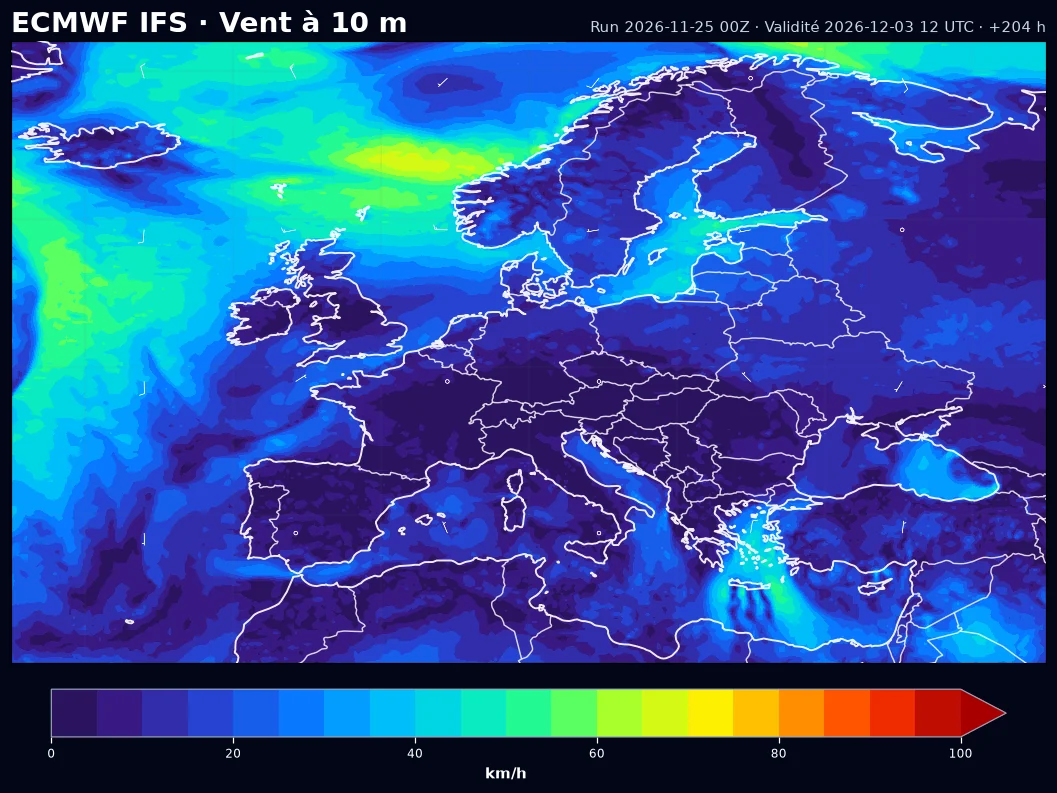 ECMWF IFS · Vent à 10 m
Run 2026-11-25 00Z · Validité 2026-12-03 12 UTC · +204 h
0 20 40 60 80 100
km/h